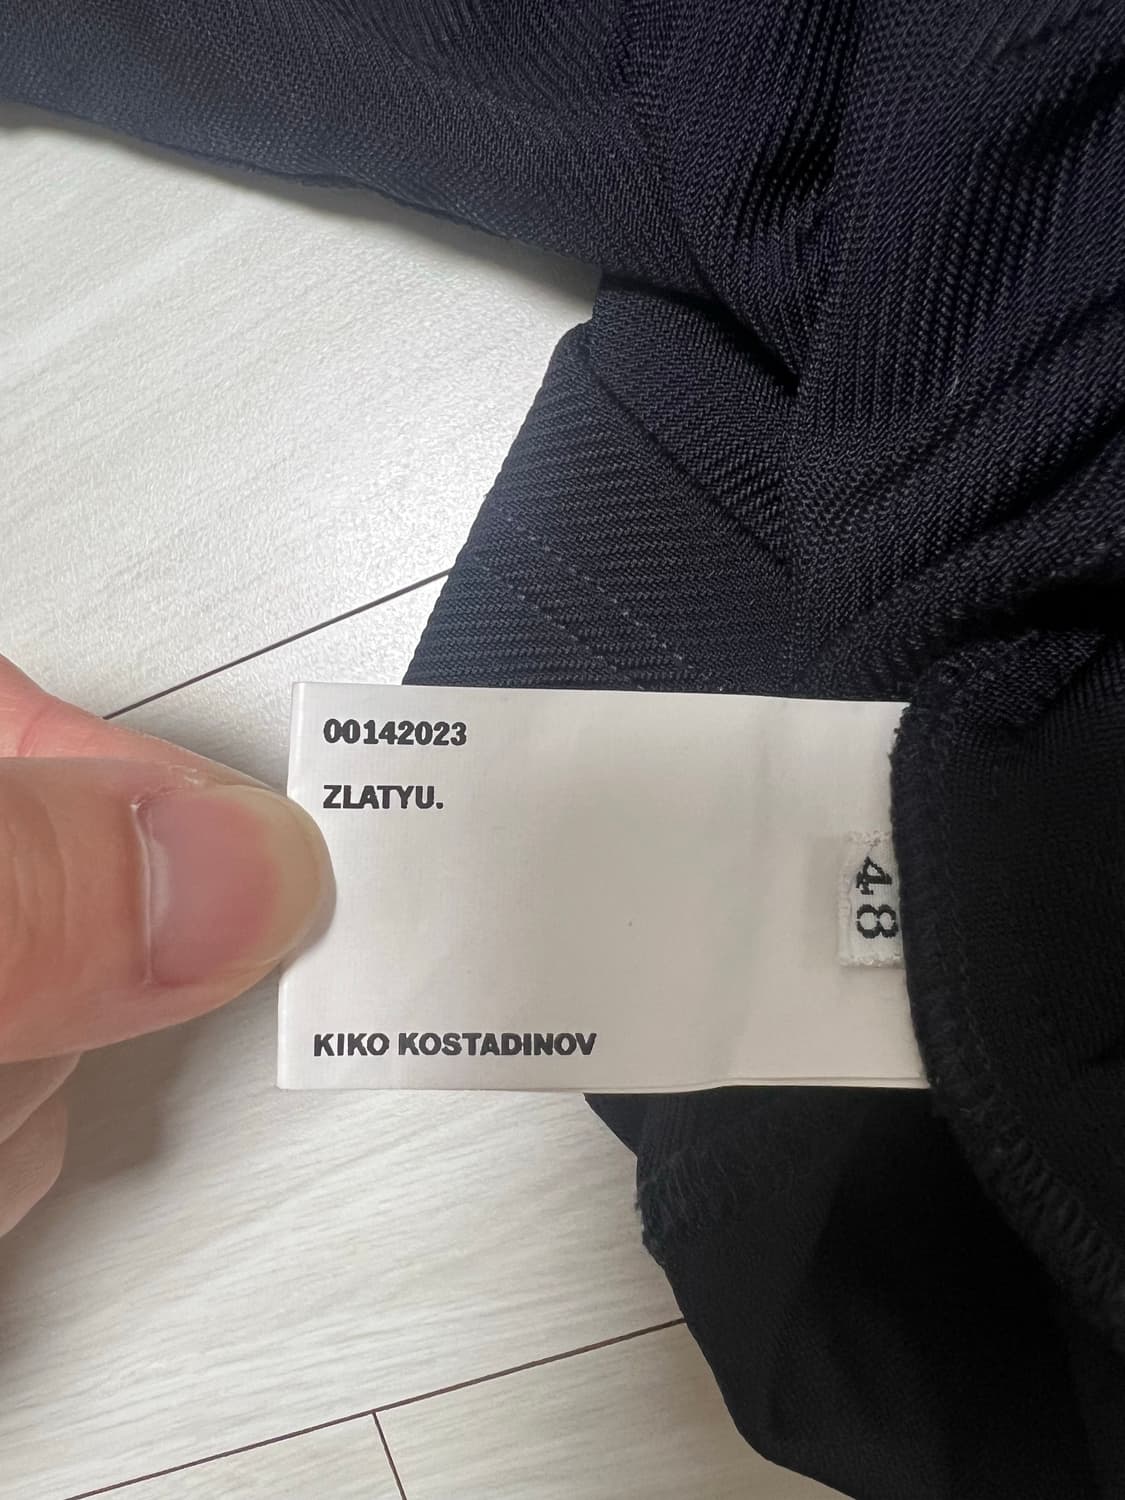 00142023
ZLATYU.
48
KIKO KOSTADINOV